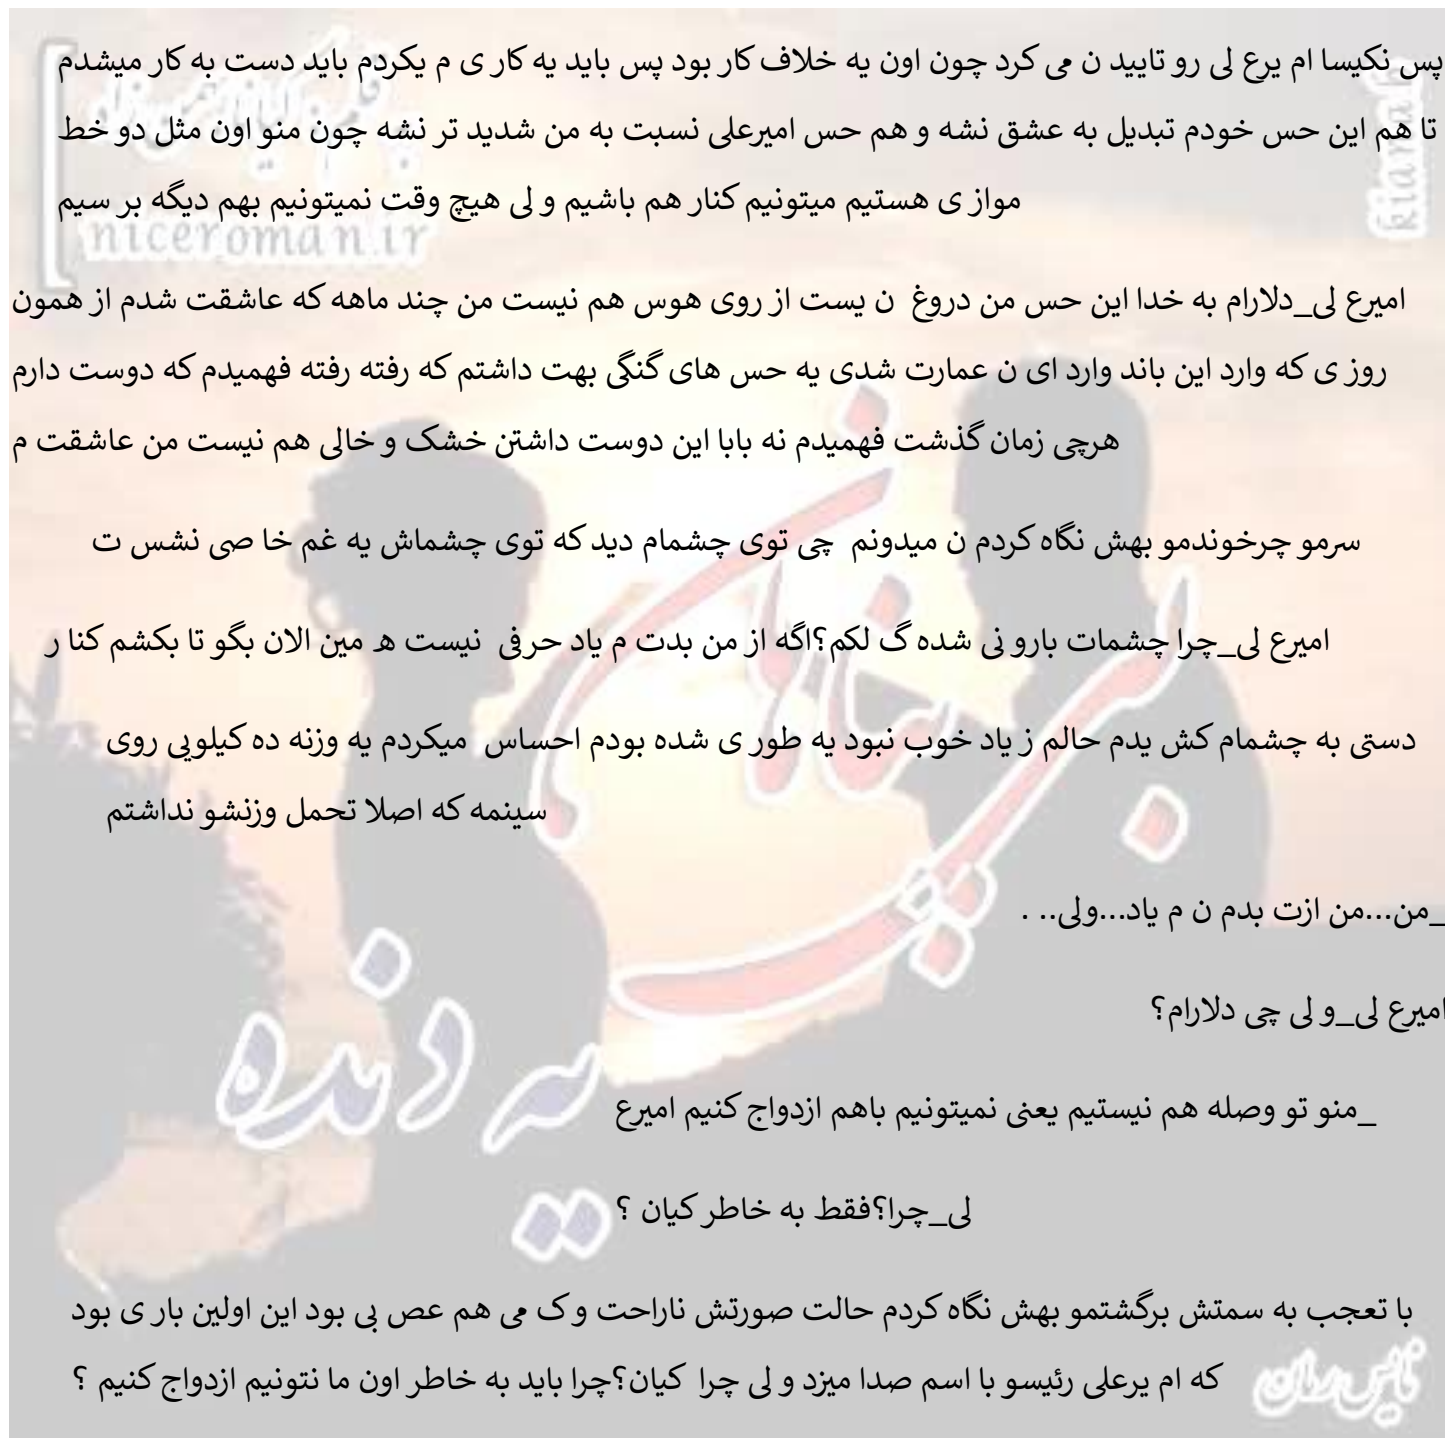 پس نکیسا ام یرع لی رو تایید ن می کرد چون اون یه خلاف کار بود پس باید یه کار ی م یکردم باید دست به کار میشدم
تا هم این حس خودم تبدیل به عشق نشه و هم حس امیرعلی نسبت به من شدید تر نشه چون منو اون مثل دو خط
مواز ی هستیم میتونیم کنار هم باشیم و لی هیچ وقت نمیتونیم بهم دیگه بر سیم
niceroman.ir
kianah
امیرع لی_دلارام به خدا این حس من دروغ ن یست از روی هوس هم نیست من چند ماهه که عاشقت شدم از همون
روز ی که وارد این باند وارد ای ن عمارت شدی یه حس های گنگی بهت داشتم که رفته رفته فهمیدم که دوست دارم
هرچی زمان گذشت فهمیدم نه بابا این دوست داشتن خشک و خالی هم نیست من عاشقت م
سرمو چرخوندمو بهش نگاه کردم ن میدونم چی توی چشمام دید که توی چشماش یه غم خا صی نشس ت
امیرع لی_چرا چشمات بارو نی شده گ لکم؟اگه از من بدت م یاد حرفی نیست ه مین الان بگو تا بکشم کنا ر
دستی به چشمام کش یدم حالم ز یاد خوب نبود یه طور ی شده بودم احساس میکردم یه وزنه ده کیلویی روی
سینمه که اصلا تحمل وزنشو نداشتم
_من...من ازت بدم ن م یاد...ولی.. .
امیرع لی_و لی چی دلارام؟
_منو تو وصله هم نیستیم یعنی نمیتونیم باهم ازدواج کنیم امیرع
لی_چرا؟فقط به خاطر کیان ؟
با تعجب به سمتش برگشتمو بهش نگاه کردم حالت صورتش ناراحت و ک می هم عص بی بود این اولین بار ی بود
که ام یرعلی رئیسو با اسم صدا میزد و لی چرا کیان؟چرا باید به خاطر اون ما نتونیم ازدواج کنیم ؟
نایس رمان